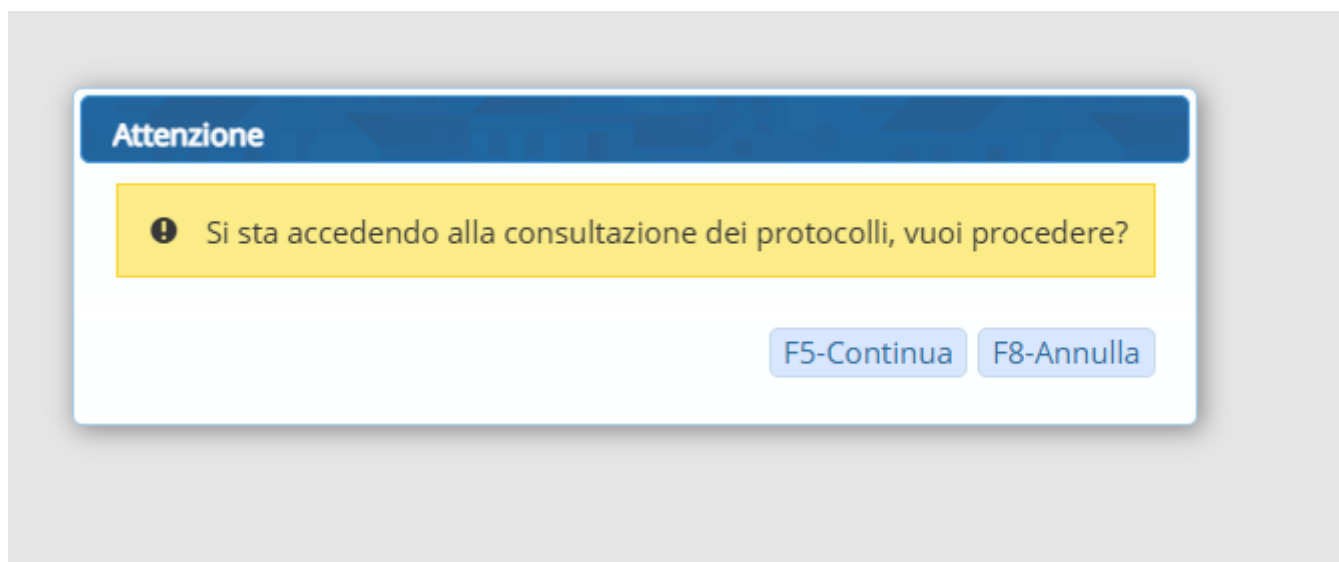 Attenzione
Si sta accedendo alla consultazione dei protocolli, vuoi procedere?
F5-Continua F8-Annulla